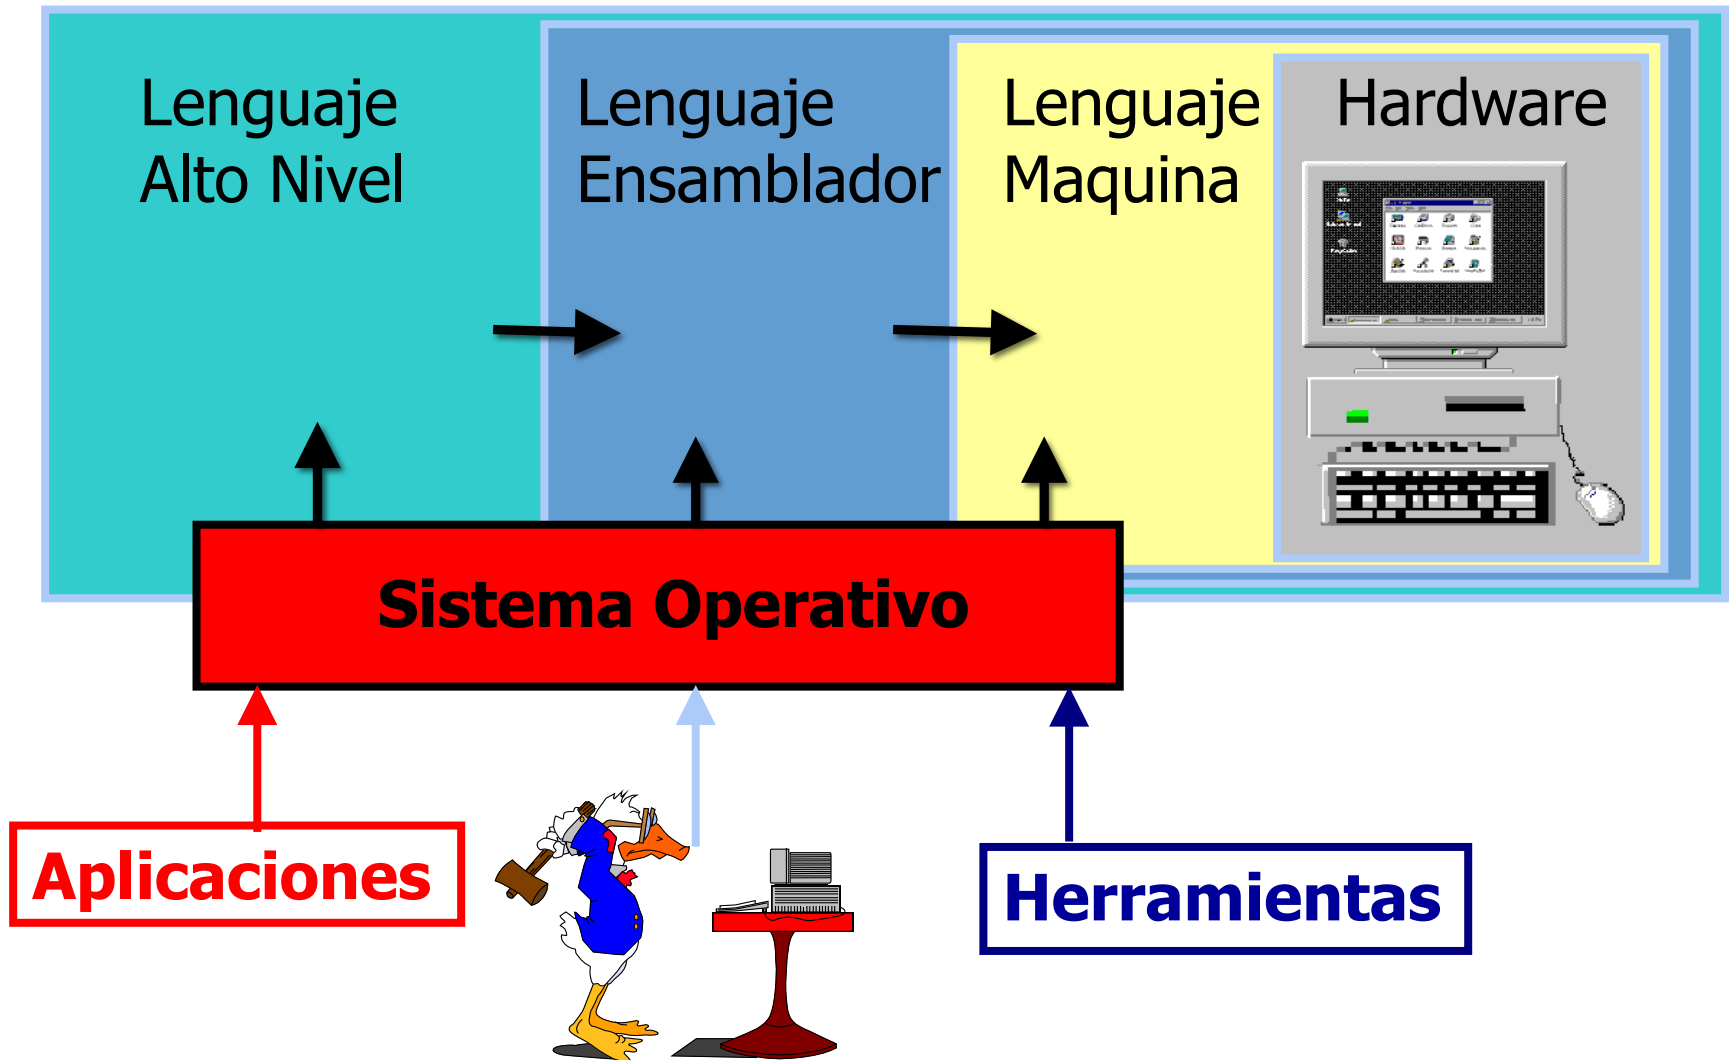 Lenguaje
Alto Nivel
Lenguaje
Ensamblador
Lenguaje
Maquina
Hardware
Sistema Operativo
Aplicaciones
Herramientas